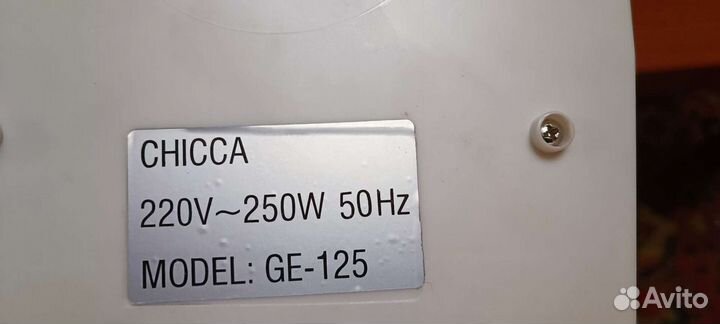 CHICCA
220V~250W 50Hz
MODEL: GE-125
Avito